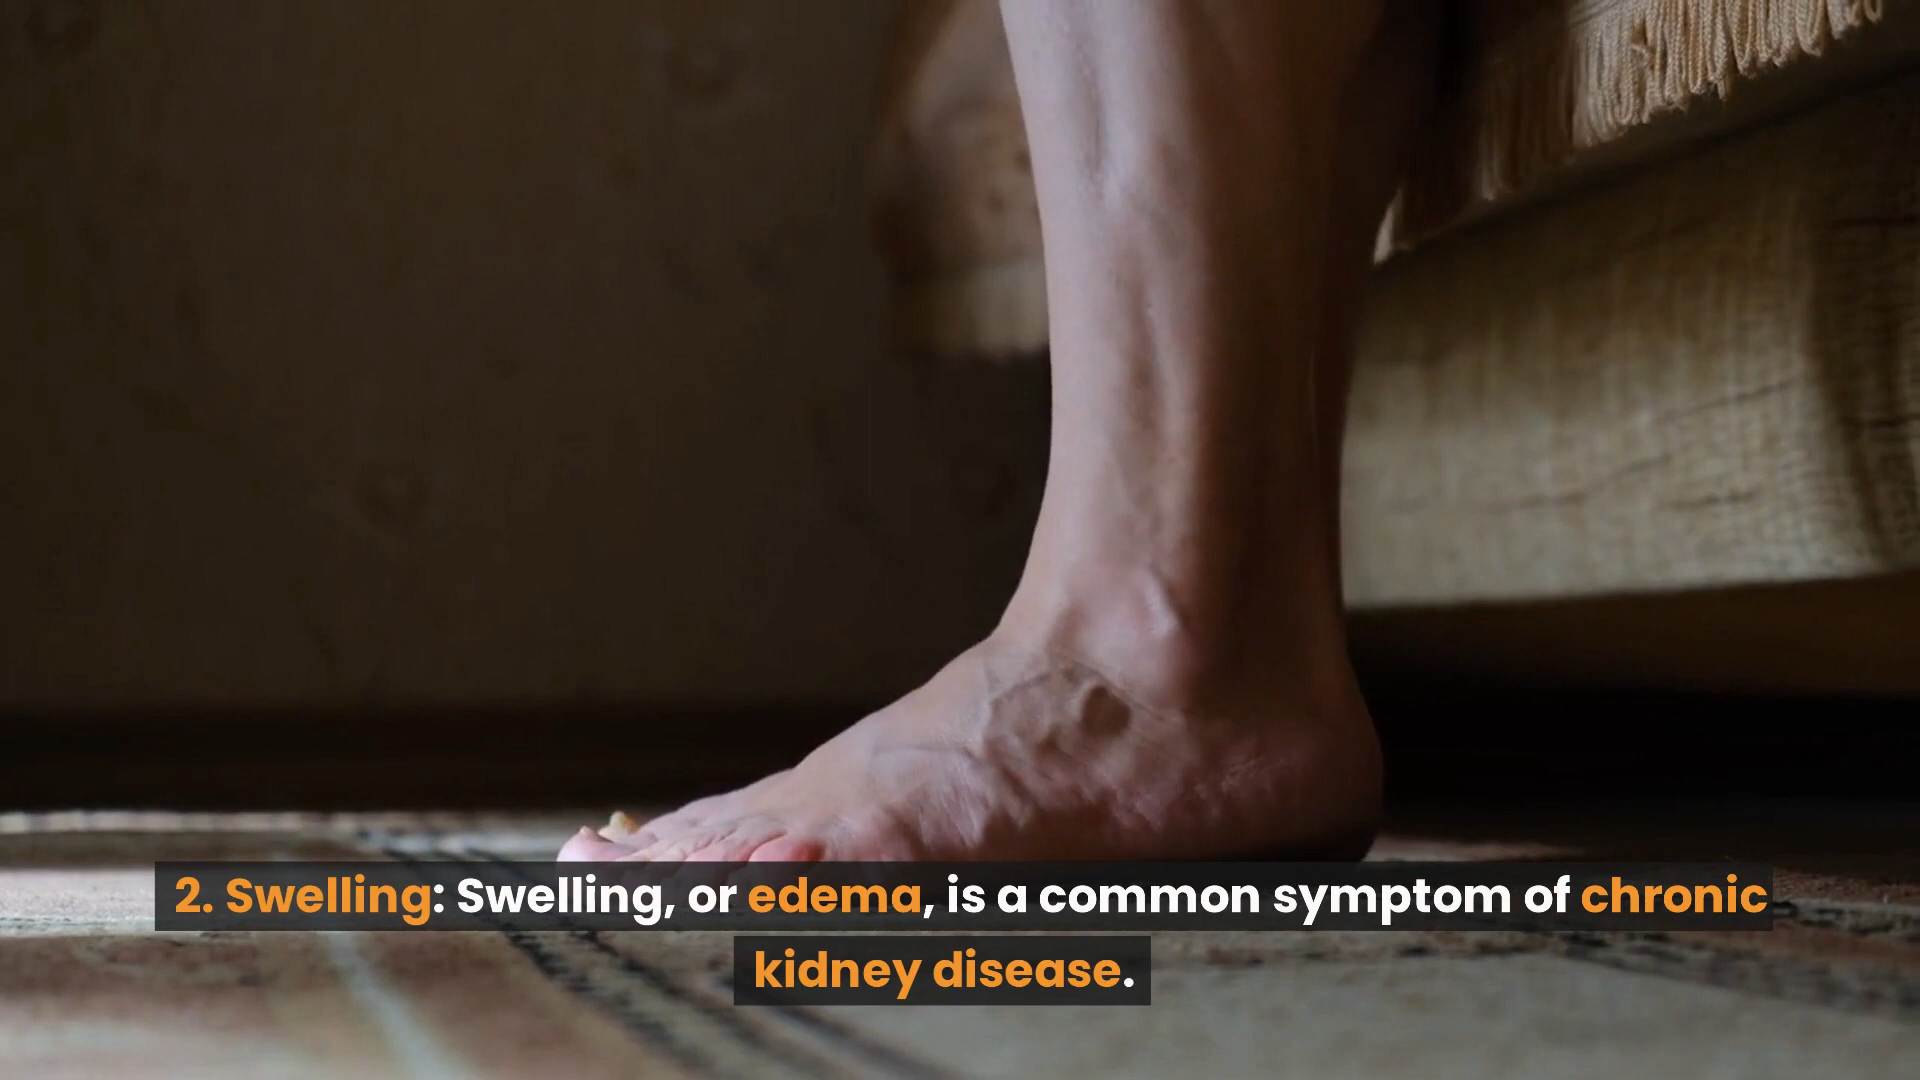 2. Swelling: Swelling, or edema, is a common symptom of chronic
kidney disease.